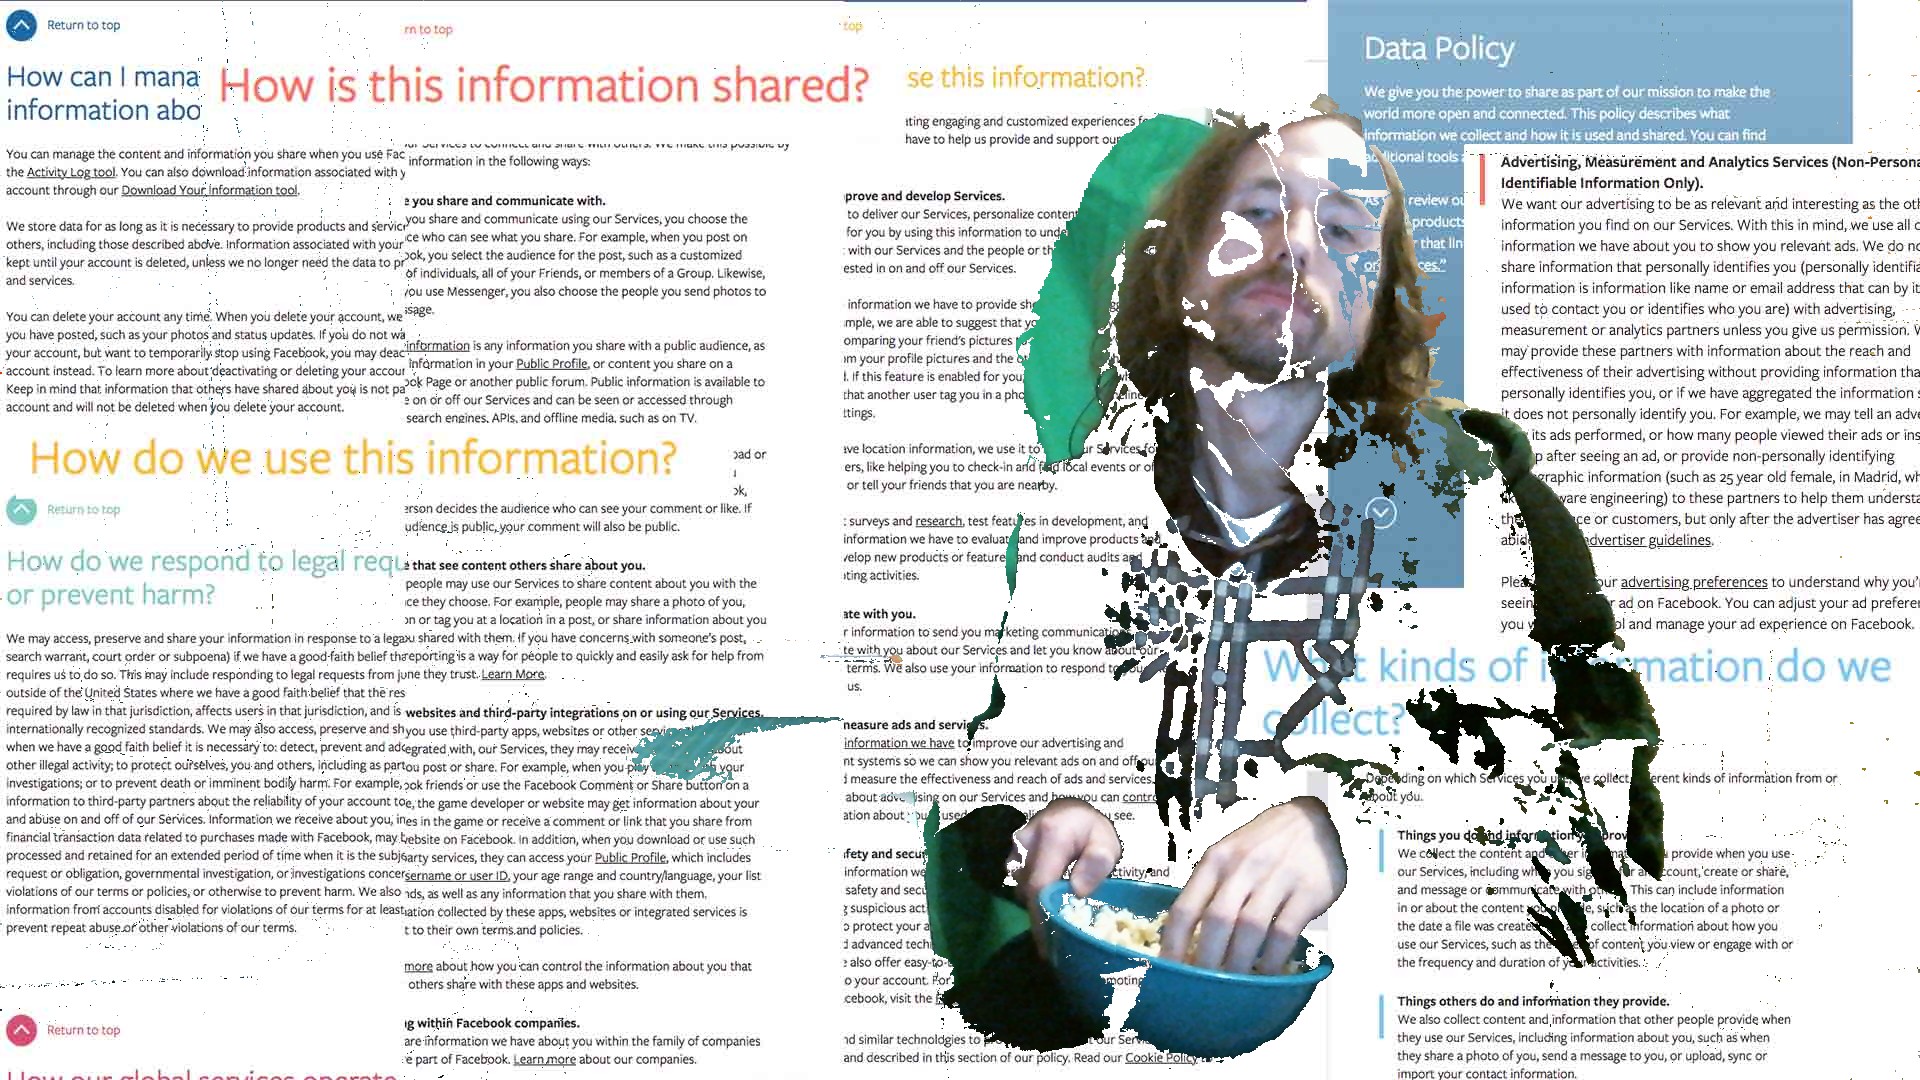 Return to top
How can I mana
information abo
You can manage the content and information you share when you use Fac
the Activity Log tool. You can also download information associated with y
account through our Download Your Information tool.
We store data for as long as it is necessary to provide products and servic
others, including those described above. Information associated with your
kept until your account is deleted, unless we no longer need the data to pr
and services.
You can delete your account any time. When you delete your account, we
you have posted, such as your photos and status updates. If you do not wa
your account, but want to temporarily stop using Facebook, you may deac
account instead. To learn more about deactivating or deleting your accour
Keep in mind that information that others have shared about you is not pa
account and will not be deleted when you delete your account.
How do we use this information?
Return to top
How do we respond to legal requ
or prevent harm?
We may access, preserve and share your information in response to a lega
search warrant, court order or subpoena) if we have a good faith belief th
requires us to do so. This may include responding to legal requests from j
outside of the United States where we have a good faith belief that the res
required by law in that jurisdiction, affects users in that jurisdiction, and is
internationally recognized standards. We may also access, preserve and sh
when we have a good faith belief it is necessary to: detect, prevent and adc
other illegal activity; to protect ourselves, you and others, including as part
investigations; or to prevent death or imminent bodily harm. For example,
information to third-party partners about the reliability of your account to
and abuse on and off of our Services. Information we receive about you, in
financial transaction data related to purchases made with Facebook, may b
processed and retained for an extended period of time when it is the subje
request or obligation, governmental investigation, or investigations concer
violations of our terms or policies, or otherwise to prevent harm. We also
information from accounts disabled for violations of our terms for at least
prevent repeat abuse or other violations of our terms.
Return to top
How our global services operate
rn to top
How is this information shared?
information in the following ways:
e you share and communicate with.
you share and communicate using our Services, you choose the
ce who can see what you share. For example, when you post on
ook, you select the audience for the post, such as a customized
of individuals, all of your Friends, or members of a Group. Likewise,
you use Messenger, you also choose the people you send photos to
ssage.
information is any information you share with a public audience, as
information in your Public Profile, or content you share on a
ok Page or another public forum. Public information is available to
e on or off our Services and can be seen or accessed through
search engines, APIs, and offline media, such as on TV.
oad or
ok,
erson decides the audience who can see your comment or like. If
udience is public, your comment will also be public.
e that see content others share about you.
people may use our Services to share content about you with the
ce they choose. For example, people may share a photo of you,
on or tag you at a location in a post, or share information about you
ou shared with them. If you have concerns with someone's post,
reporting is a way for people to quickly and easily ask for help from
ne they trust. Learn More.
websites and third-party integrations on or using our Services.
you use third-party apps, websites or other servi
egrated with, our Services, they may receiv about
ou post or share. For example, when you play with your
ok friends or use the Facebook Comment or Share button on a
e, the game developer or website may get information about your
es in the game or receive a comment or link that you share from
ebsite on Facebook. In addition, when you download or use such
arty services, they can access your Public Profile, which includes
sername or user ID, your age range and country/language, your list
nds, as well as any information that you share with them.
ation collected by these apps, websites or integrated services is
t to their own terms and policies.
more about how you can control the information about you that
others share with these apps and websites.
g within Facebook companies.
are information we have about you within the family of companies
e part of Facebook. Learn more about our companies.
top
se this information?
ating engaging and customized experiences f
have to help us provide and support our
prove and develop Services.
to deliver our Services, personalize content
for you by using this information to unde
with our Services and the people or th
ested in on and off our Services.
information we have to provide sh
mple, we are able to suggest that yo
omparing your friend's pictures
m your profile pictures and the o
l. If this feature is enabled for you
that another user tag you in a pho
ttings.
ave location information, we use it to our Services fo
ers, like helping you to check-in and find local events or of
or tell your friends that you are nearby.
surveys and research, test features in development, and
information we have to evaluate and improve products and
velop new products or features and conduct audits and
oting activities.
ate with you.
r information to send you marketing communication
te with you about our Services and let you know about our
terms. We also use your information to respond to
us.
measure ads and services.
information we have to improve our advertising and
nt systems so we can show you relevant ads on and off our
d measure the effectiveness and reach of ads and services.
about advertising on our Services and how you can contro
ation about used see.
afety and secur
information we activity, and
safety and secu
g suspicious act
o protect your a
d advanced tech
e also offer easy-to-
o your account. For moting
cebook, visit the
nd similar technologies to our Serv
and described in this section of our policy. Read our Cookie Policy
Data Policy
We give you the power to share as part of our mission to make the
world more open and connected. This policy describes what
information we collect and how it is used and shared. You can find
additional tools
As you review ou
products
that lin
Advertising, Measurement and Analytics Services (Non-Persona
Identifiable Information Only).
We want our advertising to be as relevant and interesting as the oth
information you find on our Services. With this in mind, we use all o
information we have about you to show you relevant ads. We do no
share information that personally identifies you (personally identifia
information is information like name or email address that can by it
used to contact you or identifies who you are) with advertising,
measurement or analytics partners unless you give us permission. W
may provide these partners with information about the reach and
effectiveness of their advertising without providing information tha
personally identifies you, or if we have aggregated the information s
it does not personally identify you. For example, we may tell an adve
its ads performed, or how many people viewed their ads or ins
p after seeing an ad, or provide non-personally identifying
graphic information (such as 25 year old female, in Madrid, wh
ware engineering) to these partners to help them understa
the ce or customers, but only after the advertiser has agree
abid advertiser guidelines.
Plea our advertising preferences to understand why you'r
seein r ad on Facebook. You can adjust your ad preferen
you w ol and manage your ad experience on Facebook.
What kinds of information do we
collect?
Depending on which Services you use, we collect different kinds of information from or
about you.
Things you do and information you provide.
We collect the content and other information you provide when you use
our Services, including when you sign up for an account, create or share,
and message or communicate with others. This can include information
in or about the content you provide, such as the location of a photo or
the date a file was created. collect information about how you
use our Services, such as the of content you view or engage with or
the frequency and duration of your activities.
Things others do and information they provide.
We also collect content and information that other people provide when
they use our Services, including information about you, such as when
they share a photo of you, send a message to you, or upload, sync or
import your contact information.